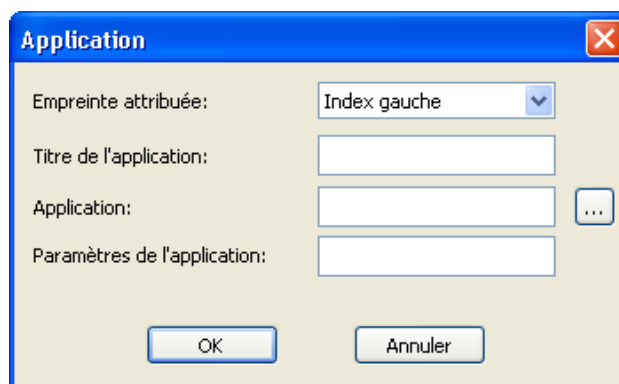 Application
Empreinte attribuée: Index gauche
Titre de l'application:
Application: ...
Paramètres de l'application:
OK Annuler